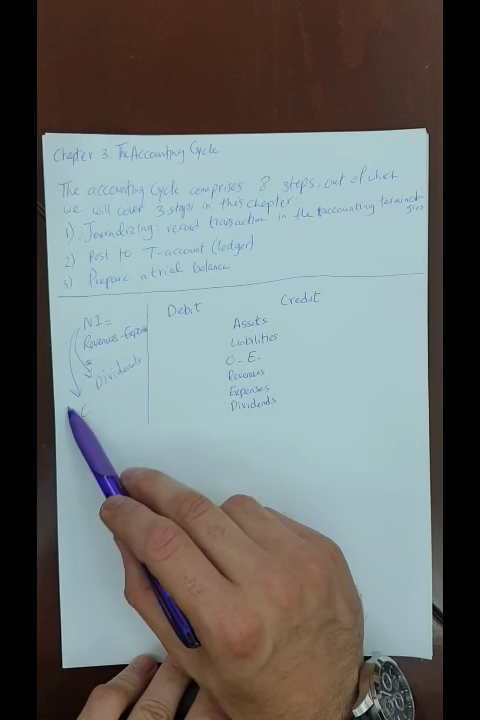 Chapter 3: The Accounting Cycle
The accounting cycle comprises 8 steps, out of which
we will cover 3 steps in this chapter:
1) Journalizing: record transaction in the accounting
2) Post to T-account (ledger)
3) Prepare a trial balance
Debit Credit
NI =
Revenues - Expenses
Dividends
Assets
Liabilities
O. E.
Revenues
Expenses
Dividends